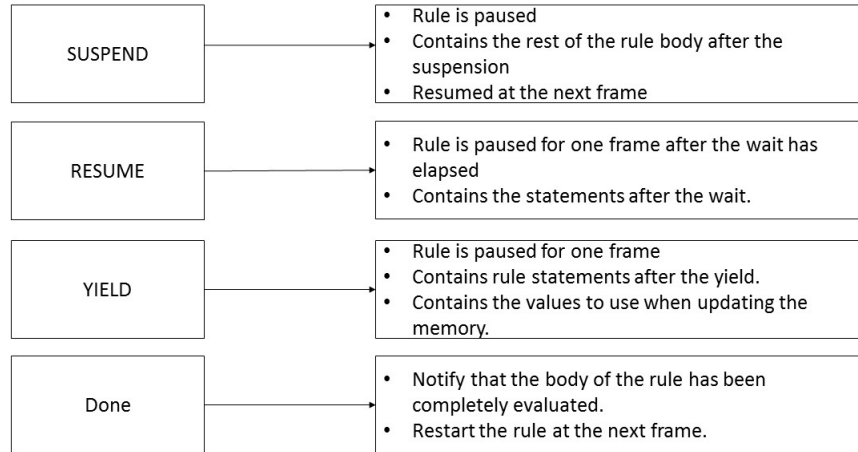 SUSPEND
• Rule is paused
• Contains the rest of the rule body after the
suspension
• Resumed at the next frame
RESUME
• Rule is paused for one frame after the wait has
elapsed
• Contains the statements after the wait.
YIELD
• Rule is paused for one frame
• Contains rule statements after the yield.
• Contains the values to use when updating the
memory.
Done
• Notify that the body of the rule has been
completely evaluated.
• Restart the rule at the next frame.